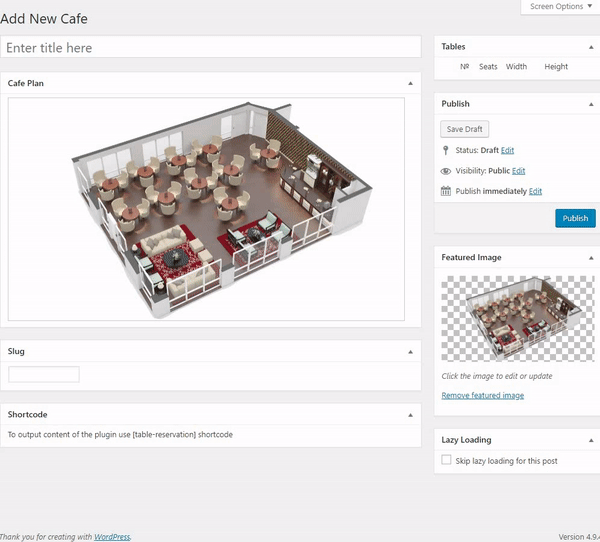 Screen Options ▼
Add New Cafe
Enter title here
Cafe Plan
Slug
Shortcode
To output content of the plugin use [table-reservation] shortcode
Tables
№ Seats Width Height
Publish
Save Draft
Status: Draft Edit
Visibility: Public Edit
Publish immediately Edit
Publish
Featured Image
Click the image to edit or update
Remove featured image
Lazy Loading
Skip lazy loading for this post
Thank you for creating with WordPress.
Version 4.9.4